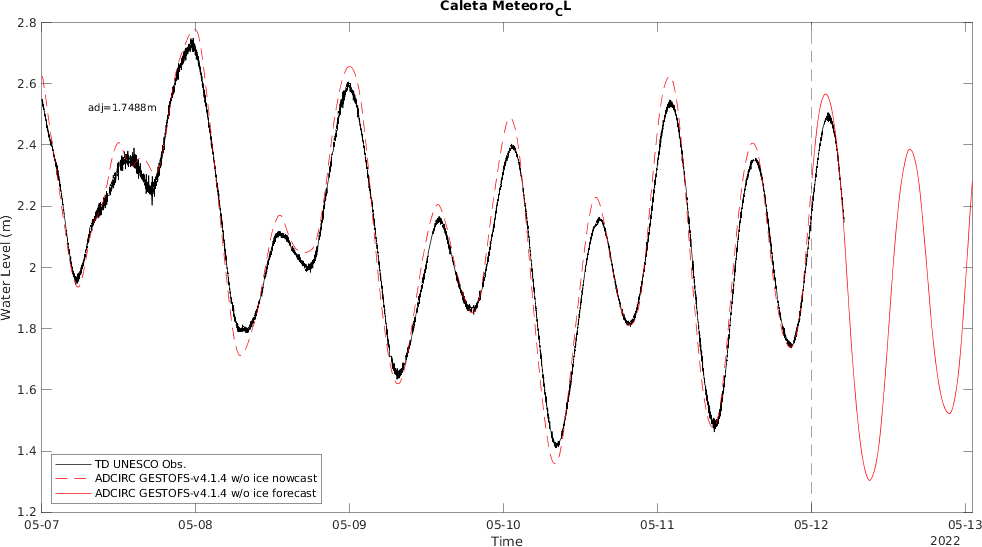 Caleta Meteoro_CL
2.8
2.6
2.4
2.2
2
1.8
1.6
1.4
1.2
Water Level (m)
adj=1.7488m
TD UNESCO Obs.
ADCIRC GESTOFS-v4.1.4 w/o ice nowcast
ADCIRC GESTOFS-v4.1.4 w/o ice forecast
05-07 05-08 05-09 05-10 05-11 05-12 05-13
Time
2022